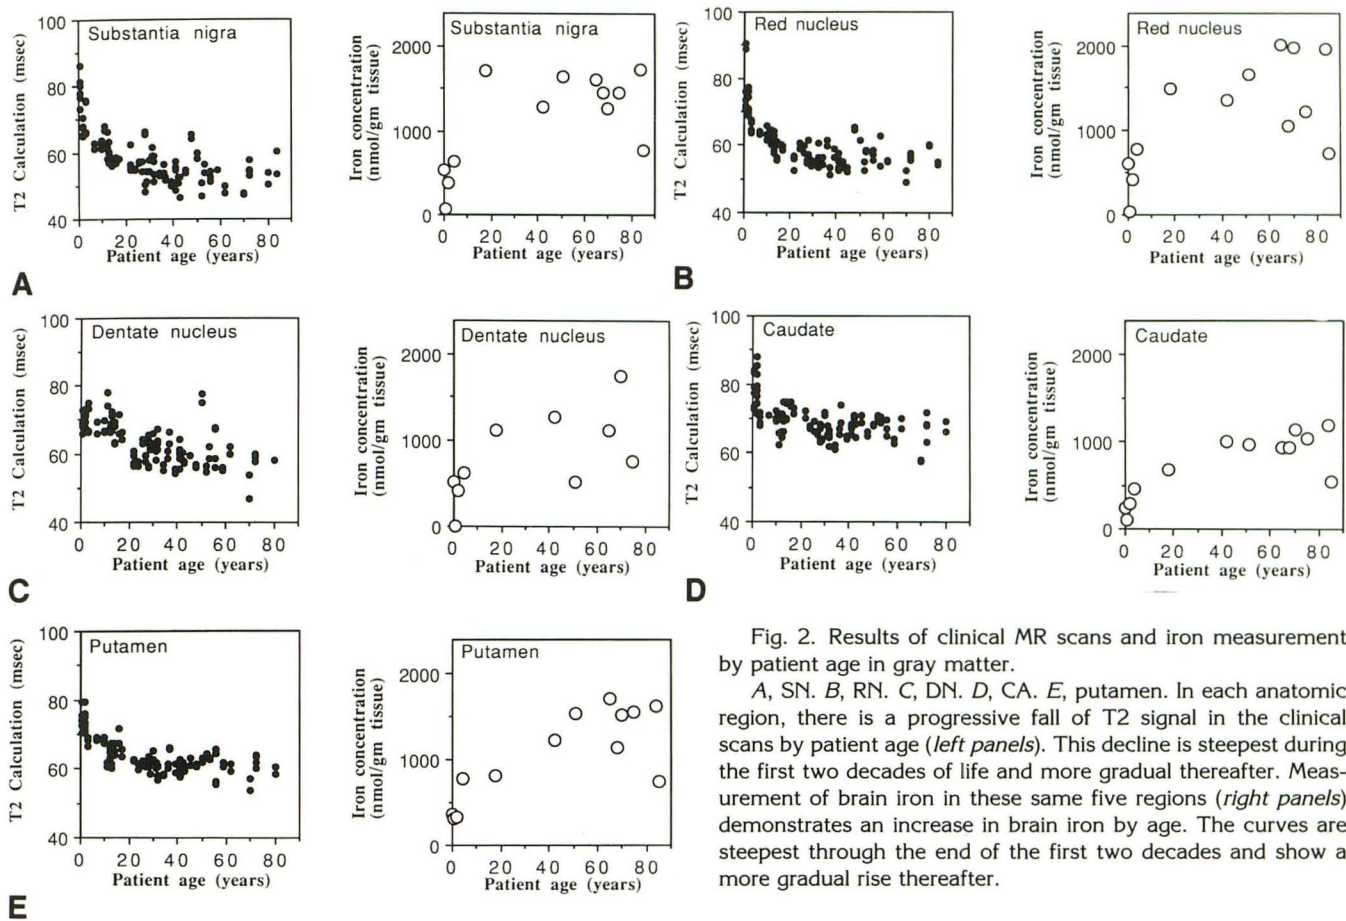 100
80
60
40
T2 Calculation (msec)
Substantia nigra
0 20 40 60 80
Patient age (years)
A
2000
1000
0
Iron concentration
(nmol/gm tissue)
Substantia nigra
0 20 40 60 80
Patient age (years)
100
80
60
40
T2 Calculation (msec)
Red nucleus
0 20 40 60 80
Patient age (years)
B
2000
1000
0
Iron concentration
(nmol/gm tissue)
Red nucleus
0 20 40 60 80
Patient age (years)
100
80
60
40
T2 Calculation (msec)
Dentate nucleus
0 20 40 60 80
Patient age (years)
C
2000
1000
0
Iron concentration
(nmol/gm tissue)
Dentate nucleus
0 20 40 60 80
Patient age (years)
100
80
60
40
T2 Calculation (msec)
Caudate
0 20 40 60 80
Patient age (years)
D
2000
1000
0
Iron concentration
(nmol/gm tissue)
Caudate
0 20 40 60 80
Patient age (years)
100
80
60
40
T2 Calculation (msec)
Putamen
0 20 40 60 80
Patient age (years)
E
2000
1000
0
Iron concentration
(nmol/gm tissue)
Putamen
0 20 40 60 80
Patient age (years)
Fig. 2. Results of clinical MR scans and iron measurement
by patient age in gray matter.
A, SN. B, RN. C, DN. D, CA. E, putamen. In each anatomic
region, there is a progressive fall of T2 signal in the clinical
scans by patient age (left panels). This decline is steepest during
the first two decades of life and more gradual thereafter. Meas-
urement of brain iron in these same five regions (right panels)
demonstrates an increase in brain iron by age. The curves are
steepest through the end of the first two decades and show a
more gradual rise thereafter.